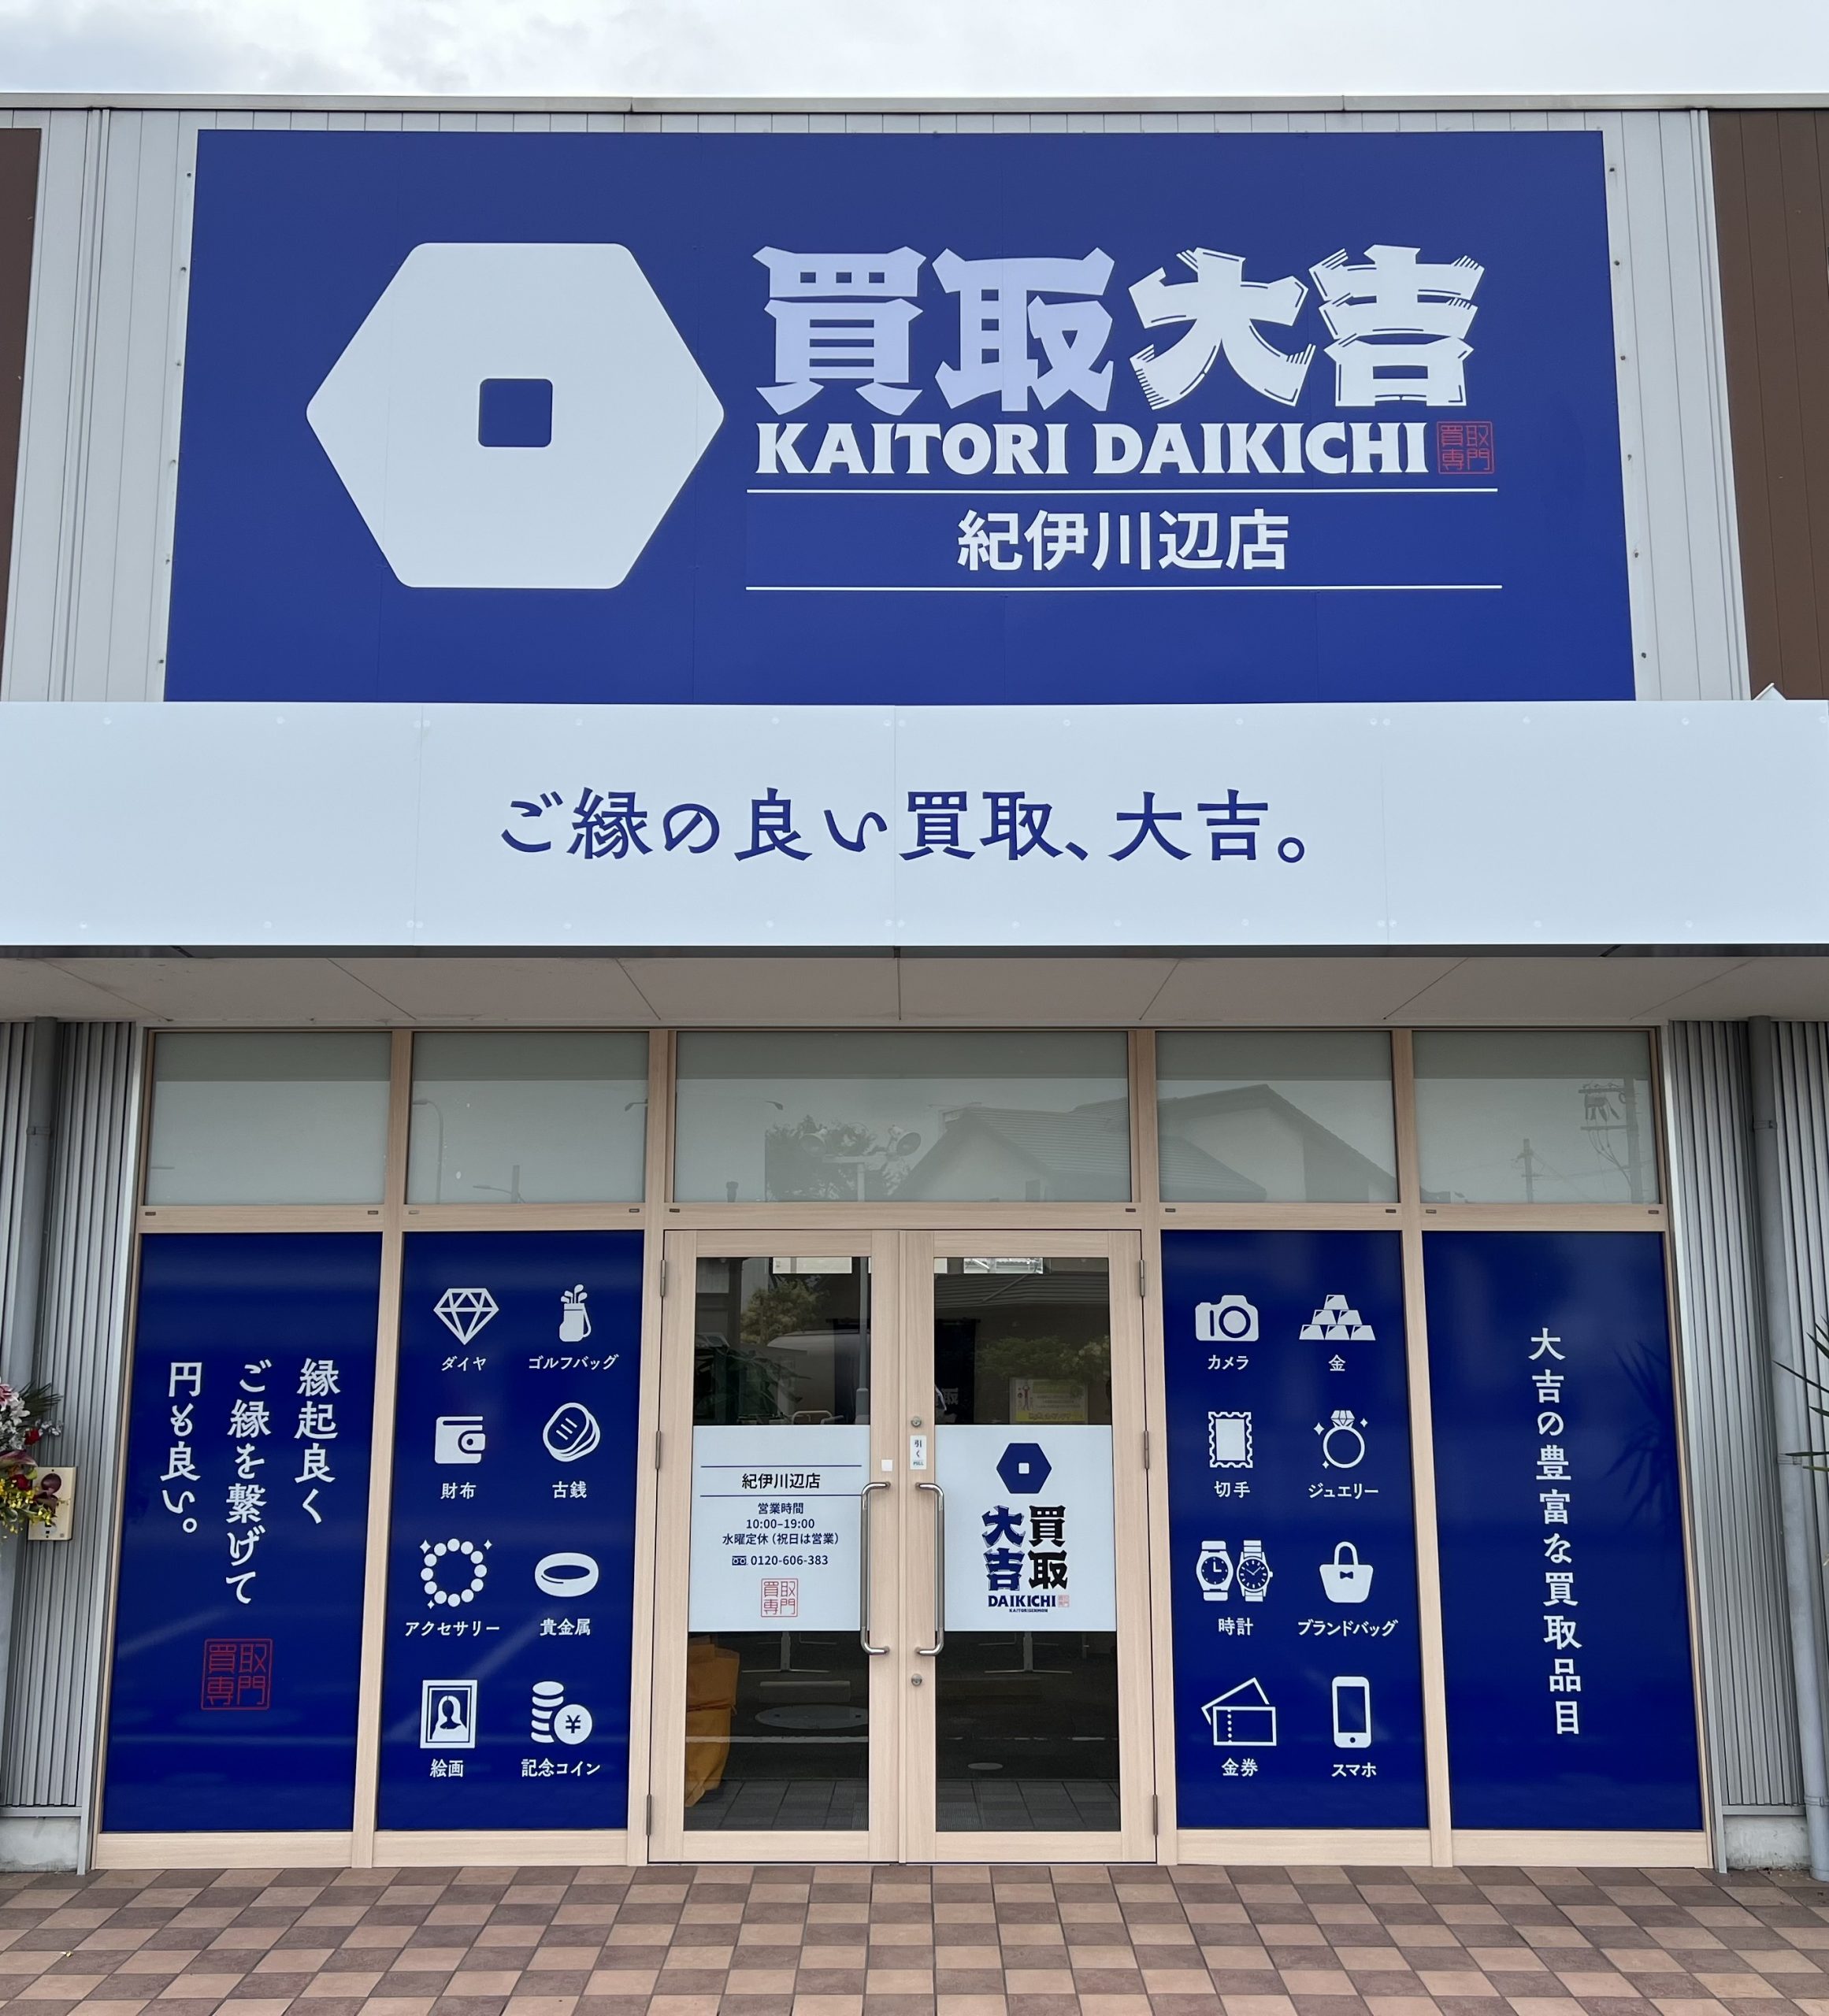 買取大吉
KAITORI DAIKICHI
買取専門
紀伊川辺店
ご縁の良い買取、大吉。
縁起良く
ご縁を繋げて
円も良い。
買取専門
ダイヤ
ゴルフバッグ
財布
古銭
アクセサリー
貴金属
絵画
記念コイン
¥
紀伊川辺店
営業時間
10:00-19:00
水曜定休(祝日は営業)
0120-606-383
買取専門
引く
PULL
買取
大吉
DAIKICHI
KAITORISENMON
カメラ
金
切手
ジュエリー
時計
ブランドバッグ
金券
スマホ
大吉の豊富な買取品目